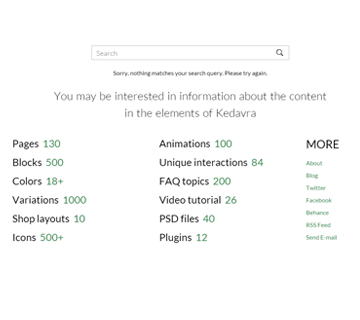 Search
Sorry, nothing matches your search query. Please try again.
You may be interested in information about the content
in the elements of Kedavra
Pages 130
Blocks 500
Colors 18+
Variations 1000
Shop layouts 10
Icons 500+
Animations 100
Unique interactions 84
FAQ topics 200
Video tutorial 26
PSD files 40
Plugins 12
MORE
About
Blog
Twitter
Facebook
Behance
RSS Feed
Send E-mail